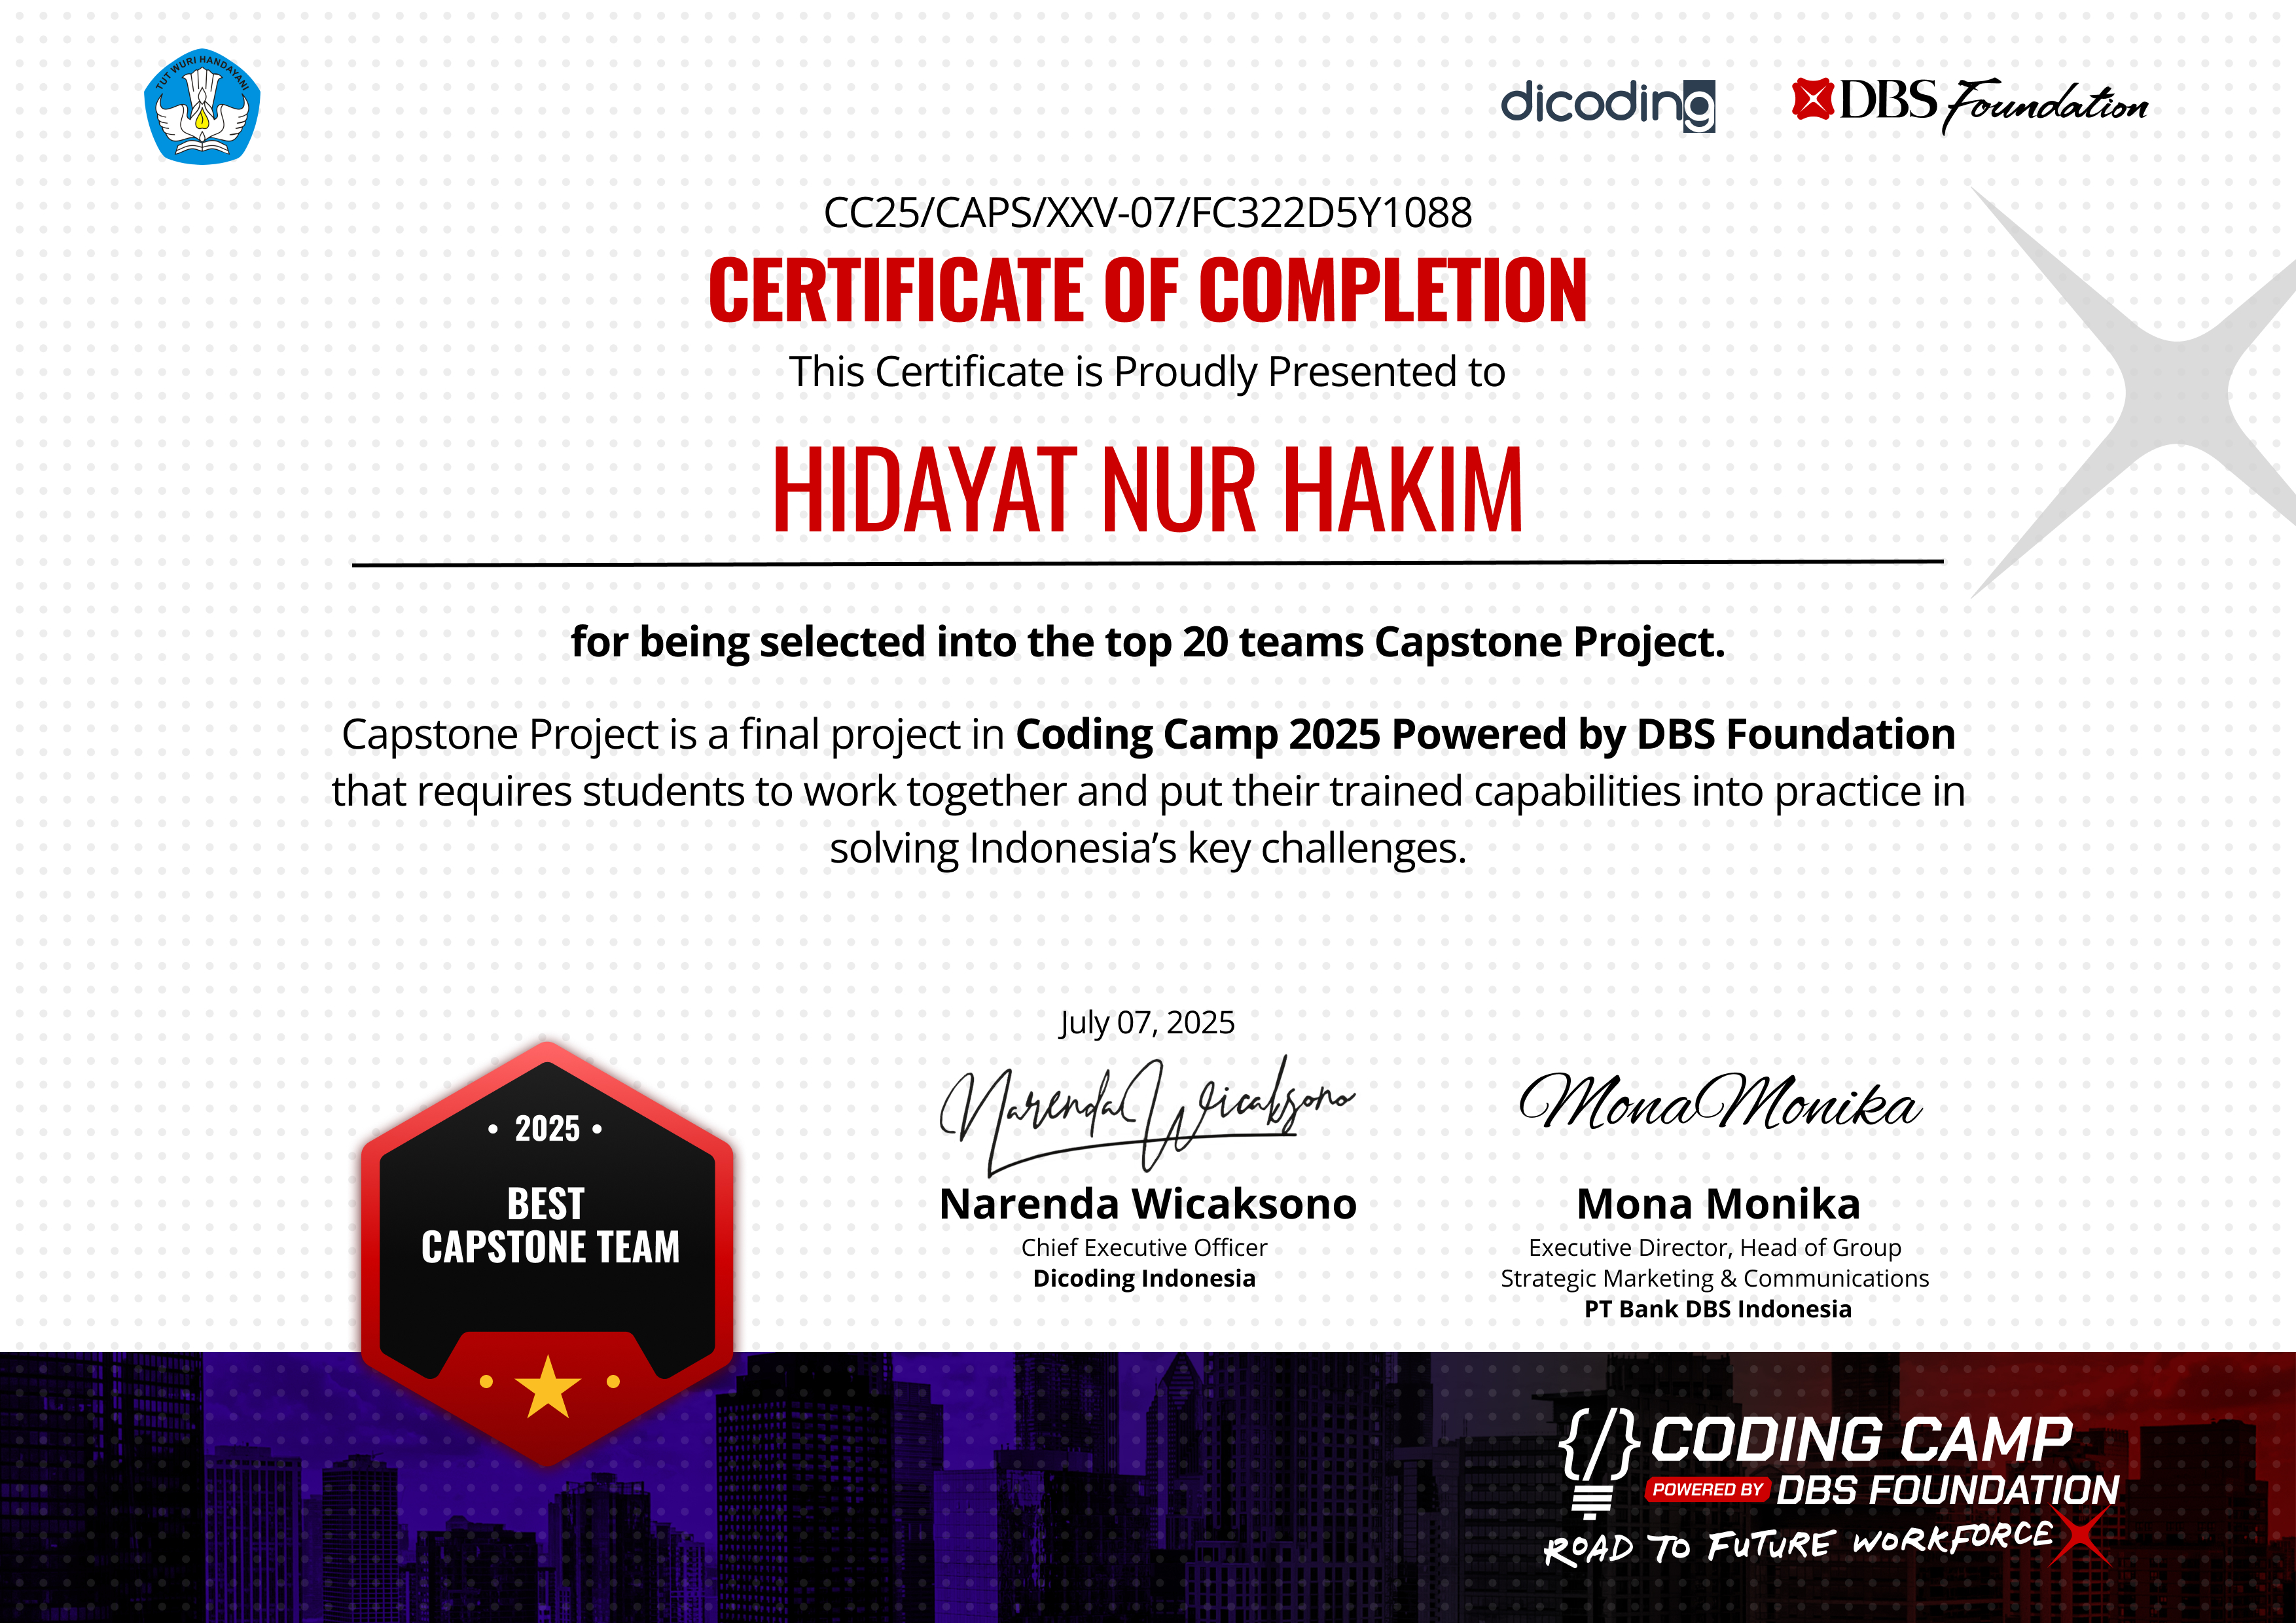 TUT WURI HANDAYANI
dicoding
DBS Foundation
CC25/CAPS/XXV-07/FC322D5Y1088
CERTIFICATE OF COMPLETION
This Certificate is Proudly Presented to
HIDAYAT NUR HAKIM
for being selected into the top 20 teams Capstone Project.
Capstone Project is a final project in Coding Camp 2025 Powered by DBS Foundation
that requires students to work together and put their trained capabilities into practice in
solving Indonesia’s key challenges.
July 07, 2025
Narenda Wicaksono
Narenda Wicaksono
Chief Executive Officer
Dicoding Indonesia
Mona Monika
Mona Monika
Executive Director, Head of Group
Strategic Marketing & Communications
PT Bank DBS Indonesia
• 2025 •
BEST
CAPSTONE TEAM
{/} CODING CAMP
POWERED BY DBS FOUNDATION
ROAD TO FUTURE WORKFORCE